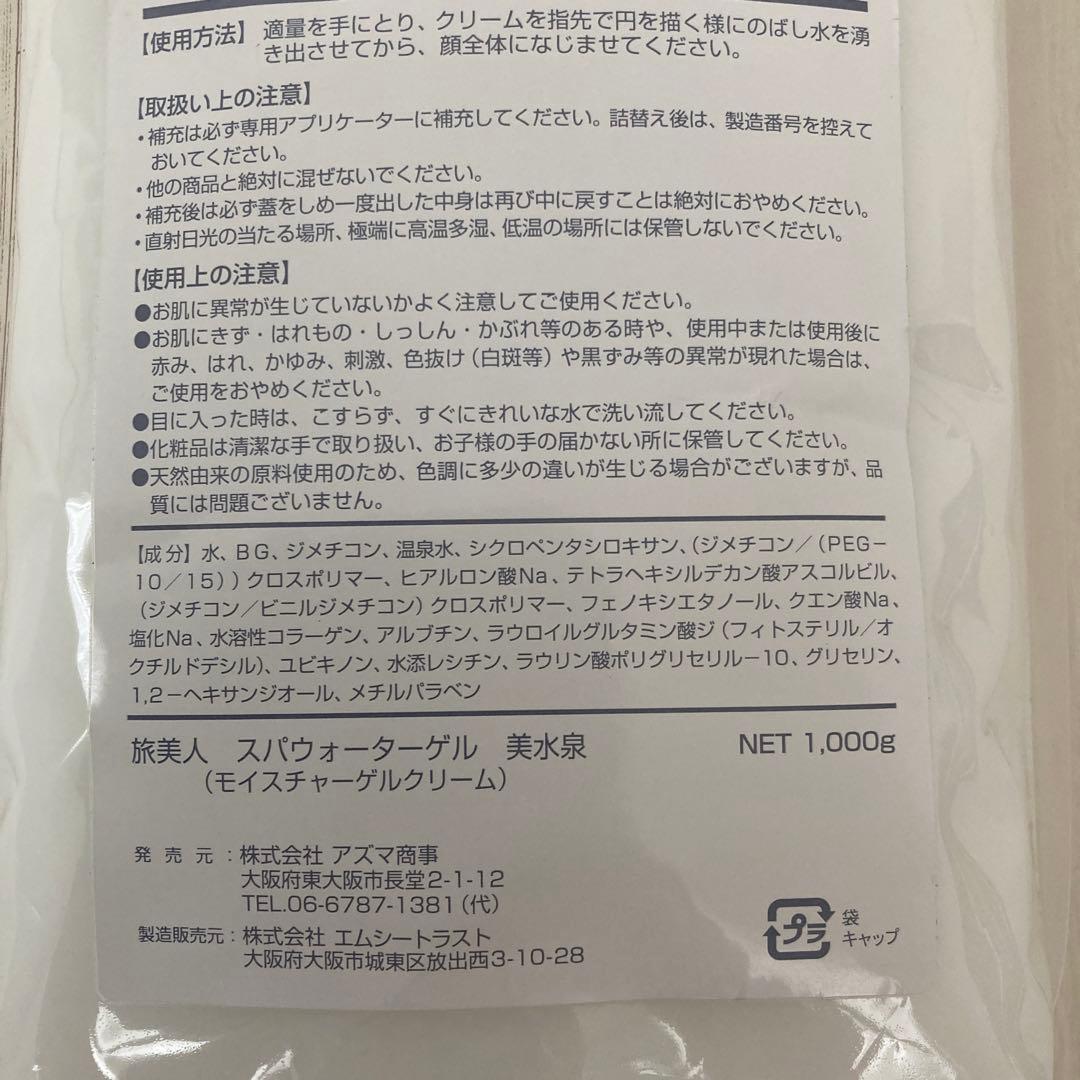 【使用方法】 適量を手にとり、クリームを指先で円を描く様にのばし水を湧
き出させてから、顔全体になじませてください。
【取扱い上の注意】
・補充は必ず専用アプリケーターに補充してください。詰替え後は、製造番号を控えて
おいてください。
・他の商品と絶対に混ぜないでください。
・補充後は必ず蓋をしめ一度出した中身は再び中に戻すことは絶対におやめください。
・直射日光の当たる場所、極端に高温多湿、低温の場所には保管しないでください。
【使用上の注意】
●お肌に異常が生じていないかよく注意してご使用ください。
●お肌にきず・はれもの・しっしん・かぶれ等のある時や、使用中または使用後に
赤み、はれ、かゆみ、刺激、色抜け（白斑等）や黒ずみ等の異常が現れた場合は、
ご使用をおやめください。
●目に入った時は、こすらず、すぐにきれいな水で洗い流してください。
●化粧品は清潔な手で取り扱い、お子様の手の届かない所に保管してください。
●天然由来の原料使用のため、色調に多少の違いが生じる場合がございますが、品
質には問題ございません。
【成分】水、BG、ジメチコン、温泉水、シクロペンタシロキサン、（ジメチコン／（PEG－
10／15））クロスポリマー、ヒアルロン酸Na、テトラヘキシルデカン酸アスコルビル、
（ジメチコン／ビニルジメチコン）クロスポリマー、フェノキシエタノール、クエン酸Na、
塩化Na、水溶性コラーゲン、アルブチン、ラウロイルグルタミン酸ジ（フィトステリル／オ
クチルドデシル）、ユビキノン、水添レシチン、ラウリン酸ポリグリセリル－10、グリセリン、
1,2－ヘキサンジオール、メチルパラベン
旅美人 スパウォーターゲル 美水泉 NET 1,000g
（モイスチャーゲルクリーム）
発売元：株式会社 アズマ商事
大阪府東大阪市長堂2-1-12
TEL.06-6787-1381（代）
製造販売元：株式会社 エムシートラスト
大阪府大阪市城東区放出西3-10-28
プラ
袋
キャップ